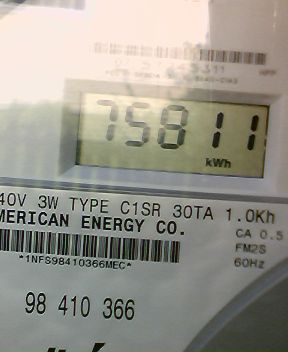 75811
kWh
40V 3W TYPE C1SR 30TA 1.0Kh
MERICAN ENERGY CO.
CA 0.5
FM2S
*1NFS98410366MEC*
60Hz
98 410 366